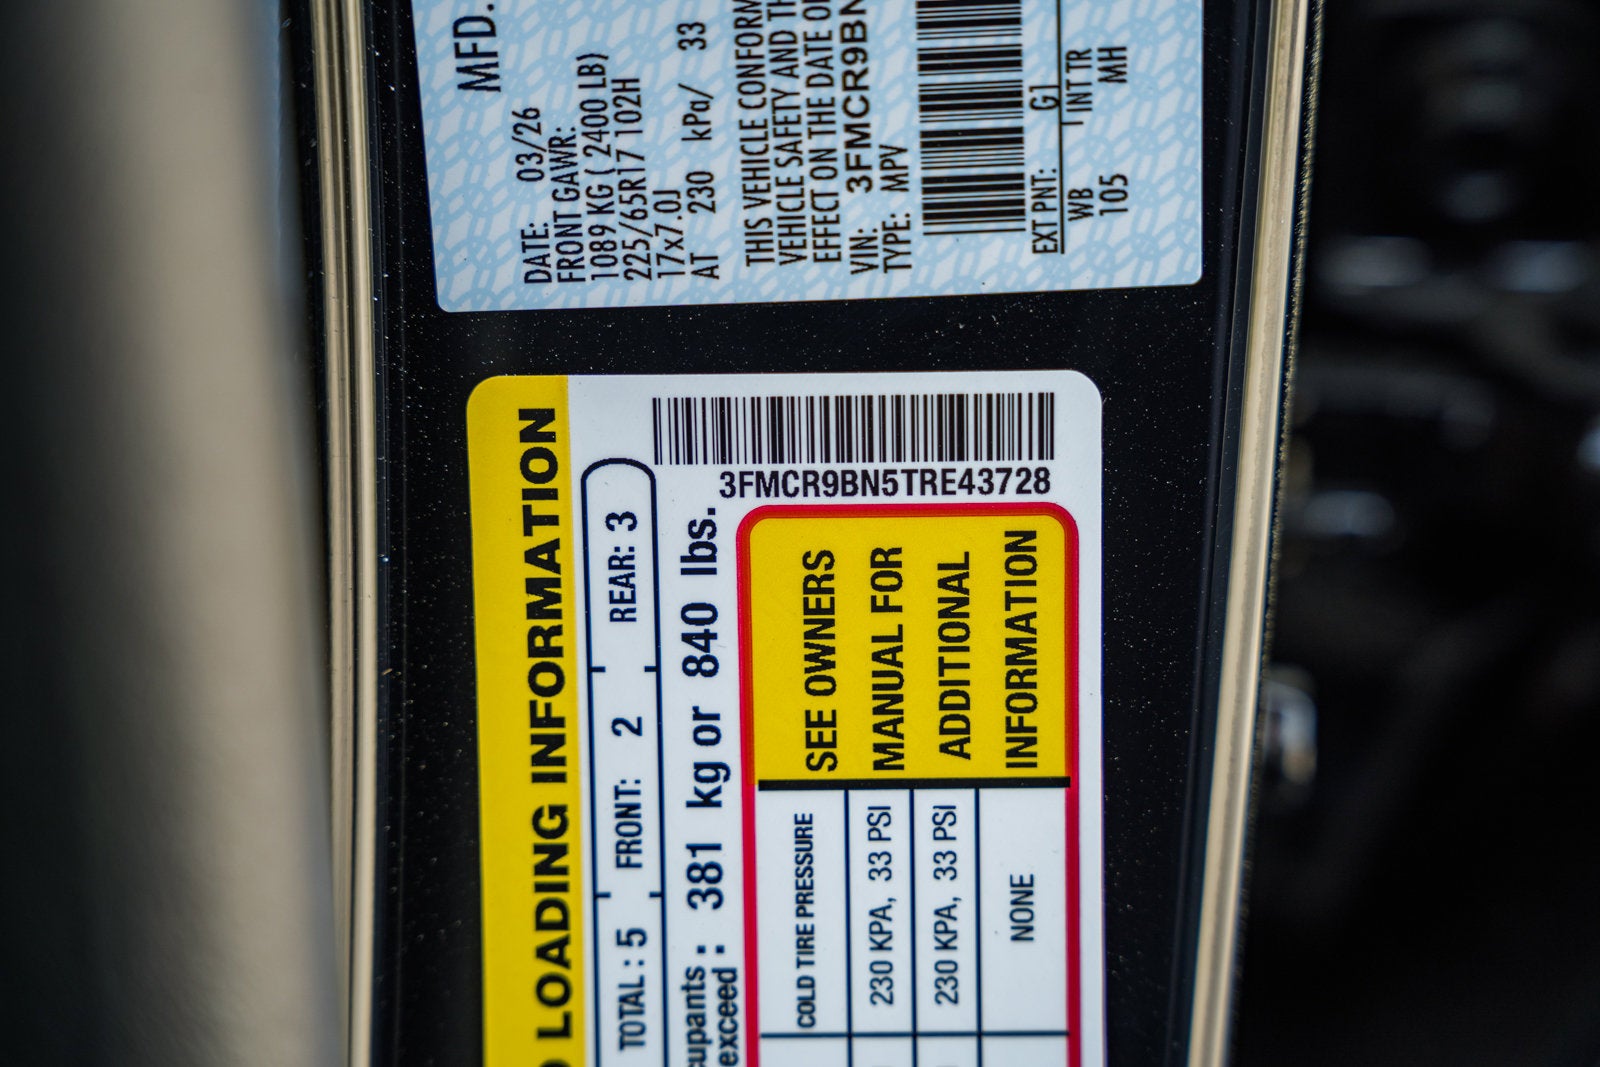 MFD.
DATE: 03/26
FRONT GAWR:
1089 KG ( 2400 LB)
225/65R17 102H
17x7.0J
AT 230 kPa/ 33
THIS VEHICLE CONFORM
VEHICLE SAFETY AND TH
EFFECT ON THE DATE O
VIN: 3FMCR9BN
TYPE: MPV
EXT PNT: G1
WB INT TR
105 MH
LOADING INFORMATION
TOTAL : 5 FRONT: 2 REAR: 3
upants : 381 kg or 840 lbs.
exceed
3FMCR9BN5TRE43728
COLD TIRE PRESSURE
230 KPA, 33 PSI
230 KPA, 33 PSI
NONE
SEE OWNERS
MANUAL FOR
ADDITIONAL
INFORMATION